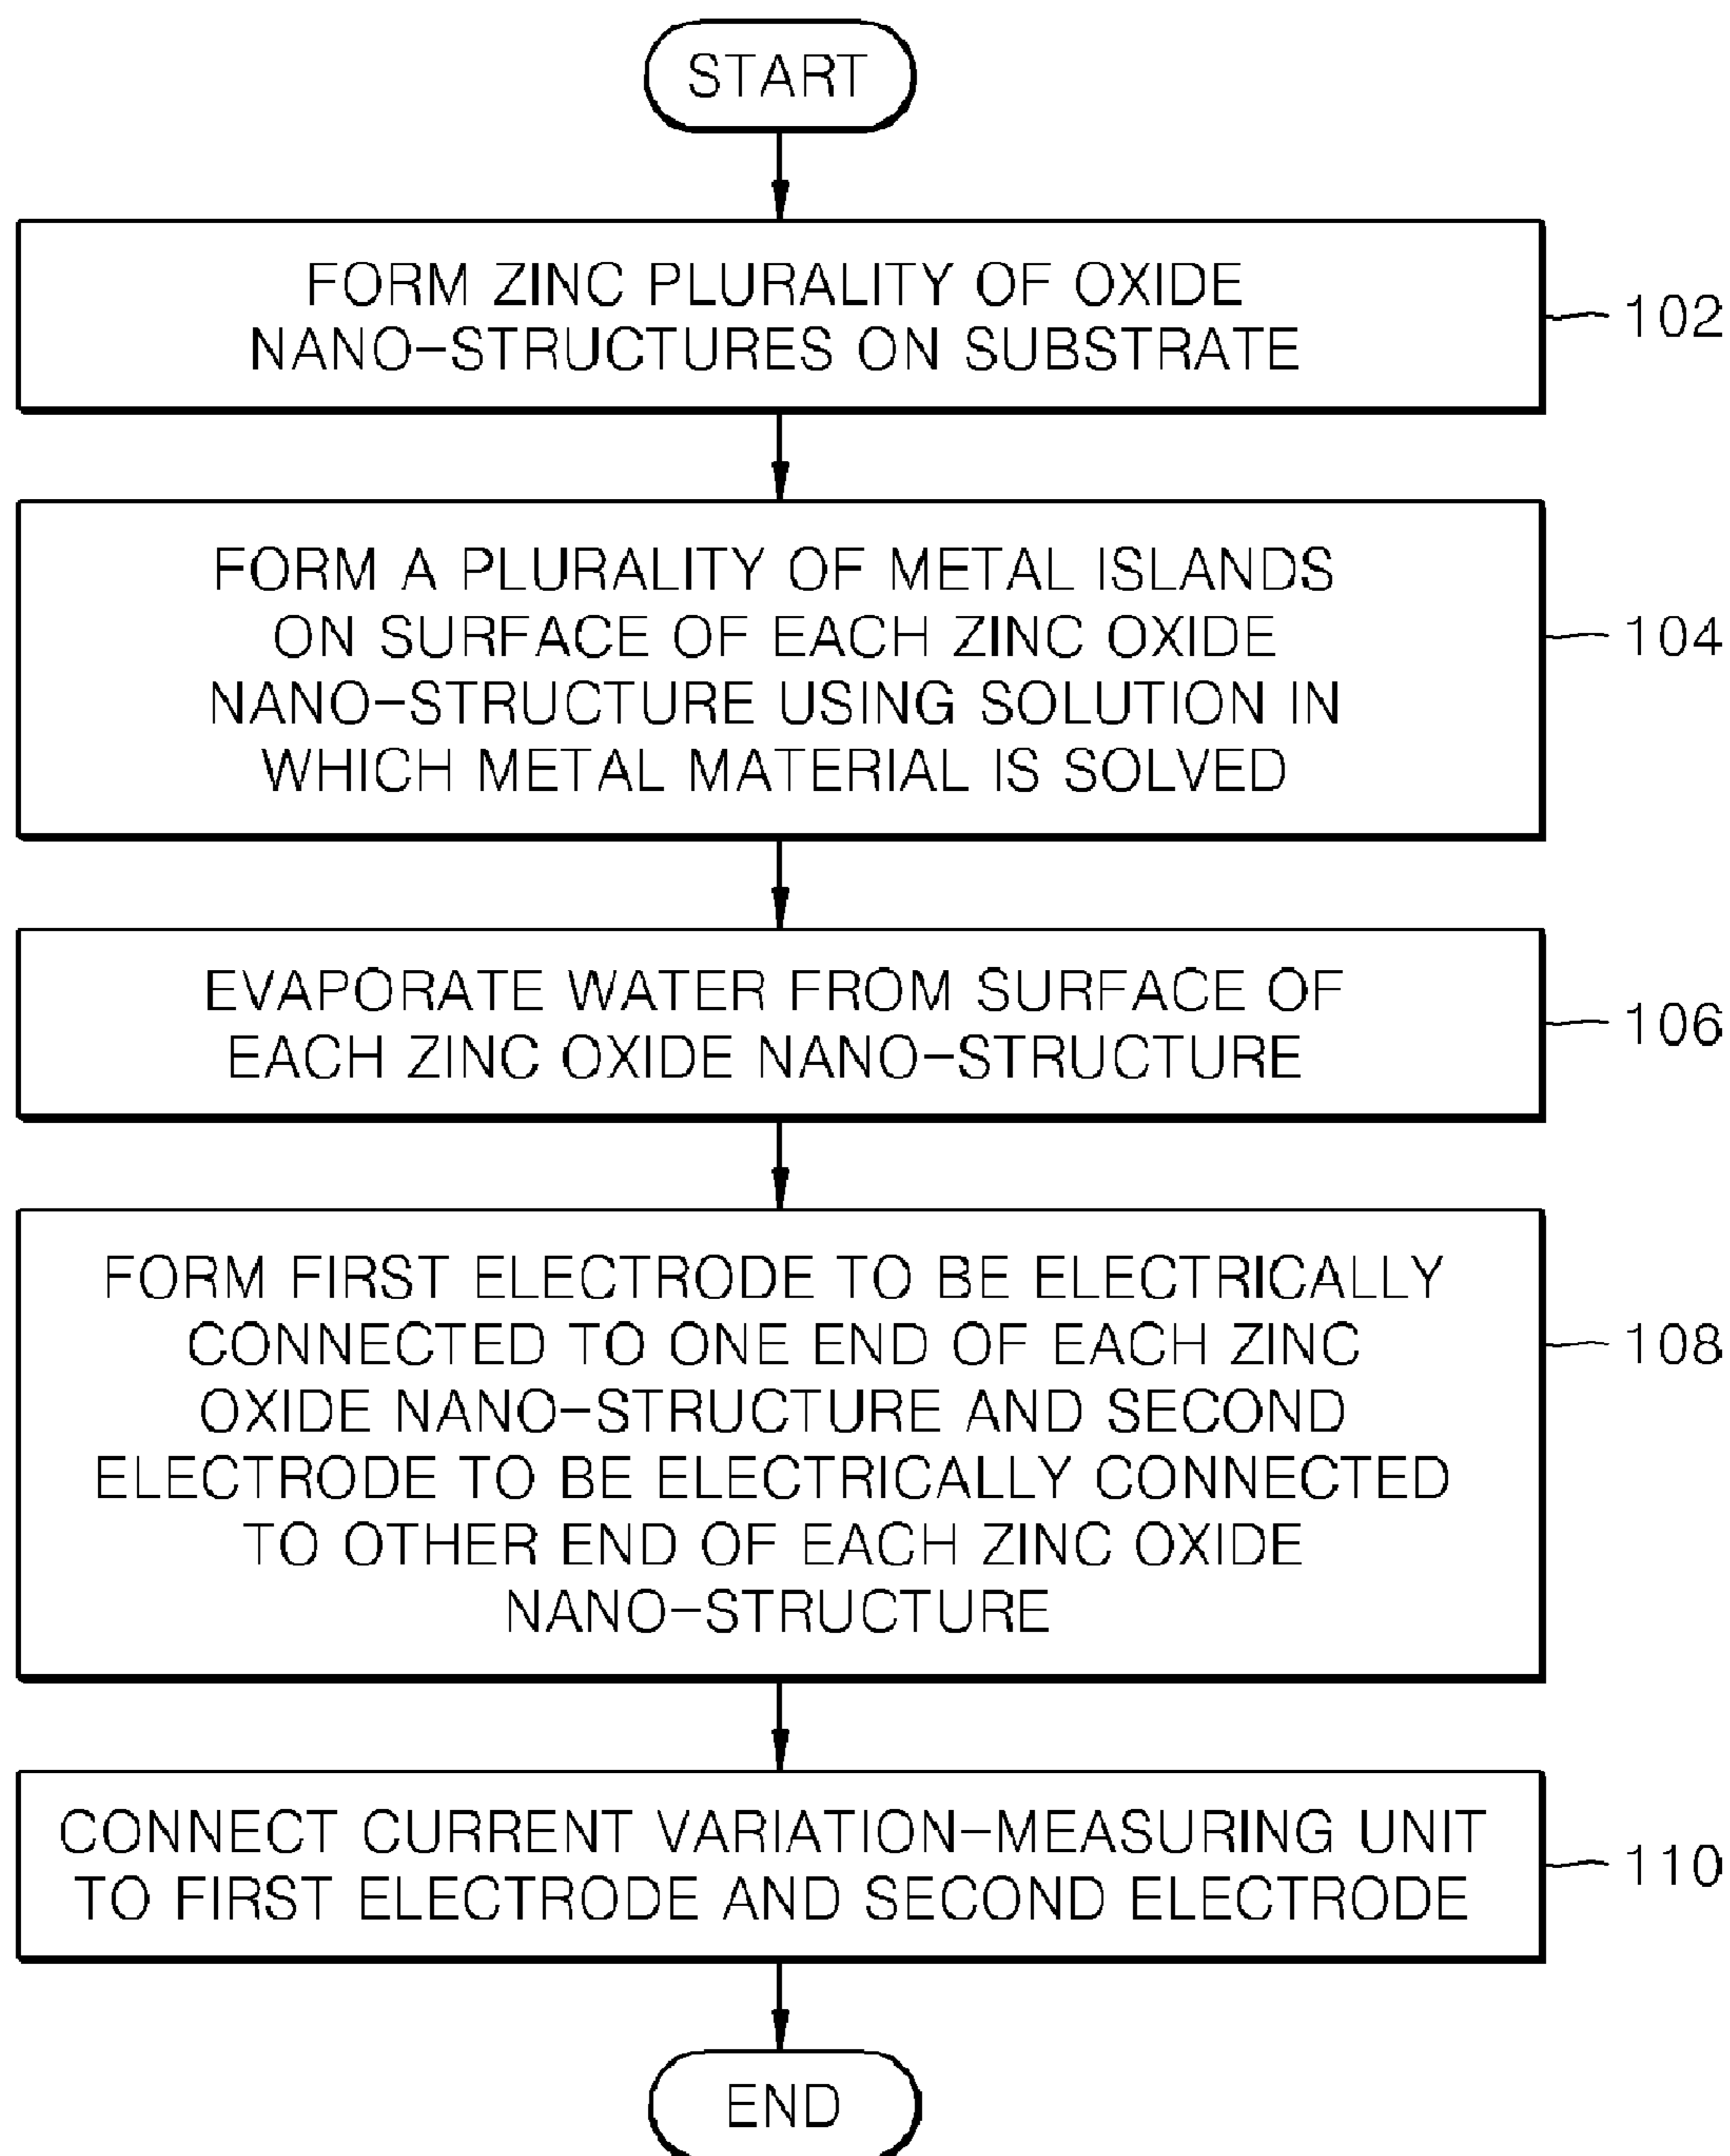 START
FORM ZINC PLURALITY OF OXIDE
NANO-STRUCTURES ON SUBSTRATE
102
FORM A PLURALITY OF METAL ISLANDS
ON SURFACE OF EACH ZINC OXIDE
NANO-STRUCTURE USING SOLUTION IN
WHICH METAL MATERIAL IS SOLVED
104
EVAPORATE WATER FROM SURFACE OF
EACH ZINC OXIDE NANO-STRUCTURE
106
FORM FIRST ELECTRODE TO BE ELECTRICALLY
CONNECTED TO ONE END OF EACH ZINC
OXIDE NANO-STRUCTURE AND SECOND
ELECTRODE TO BE ELECTRICALLY CONNECTED
TO OTHER END OF EACH ZINC OXIDE
NANO-STRUCTURE
108
CONNECT CURRENT VARIATION-MEASURING UNIT
TO FIRST ELECTRODE AND SECOND ELECTRODE
110
END